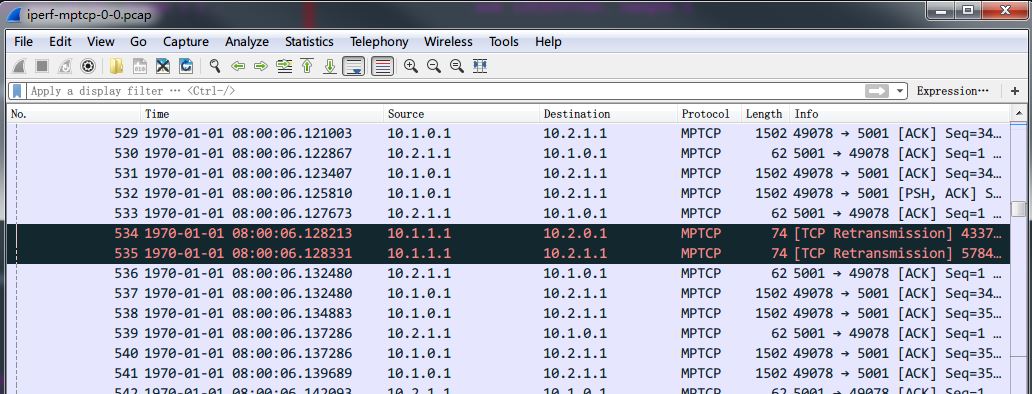 iperf-mptcp-0-0.pcap
File Edit View Go Capture Analyze Statistics Telephony Wireless Tools Help
Apply a display filter ⋯ <Ctrl-/> Expression⋯ +
No. Time Source Destination Protocol Length Info
529 1970-01-01 08:00:06.121003 10.1.0.1 10.2.1.1 MPTCP 1502 49078 → 5001 [ACK] Seq=34…
530 1970-01-01 08:00:06.122867 10.2.1.1 10.1.0.1 MPTCP 62 5001 → 49078 [ACK] Seq=1 …
531 1970-01-01 08:00:06.123407 10.1.0.1 10.2.1.1 MPTCP 1502 49078 → 5001 [ACK] Seq=34…
532 1970-01-01 08:00:06.125810 10.1.0.1 10.2.1.1 MPTCP 1502 49078 → 5001 [PSH, ACK] S…
533 1970-01-01 08:00:06.127673 10.2.1.1 10.1.0.1 MPTCP 62 5001 → 49078 [ACK] Seq=1 …
534 1970-01-01 08:00:06.128213 10.1.1.1 10.2.0.1 MPTCP 74 [TCP Retransmission] 4337…
535 1970-01-01 08:00:06.128331 10.1.1.1 10.2.1.1 MPTCP 74 [TCP Retransmission] 5784…
536 1970-01-01 08:00:06.132480 10.2.1.1 10.1.0.1 MPTCP 62 5001 → 49078 [ACK] Seq=1 …
537 1970-01-01 08:00:06.132480 10.1.0.1 10.2.1.1 MPTCP 1502 49078 → 5001 [ACK] Seq=34…
538 1970-01-01 08:00:06.134883 10.1.0.1 10.2.1.1 MPTCP 1502 49078 → 5001 [ACK] Seq=35…
539 1970-01-01 08:00:06.137286 10.2.1.1 10.1.0.1 MPTCP 62 5001 → 49078 [ACK] Seq=1 …
540 1970-01-01 08:00:06.137286 10.1.0.1 10.2.1.1 MPTCP 1502 49078 → 5001 [ACK] Seq=35…
541 1970-01-01 08:00:06.139689 10.1.0.1 10.2.1.1 MPTCP 1502 49078 → 5001 [ACK] Seq=35…
542 1970-01-01 08:00:06.142093 10.2.1.1 10.1.0.1 MPTCP 62 5001 → 49078 [ACK] Seq=1 …